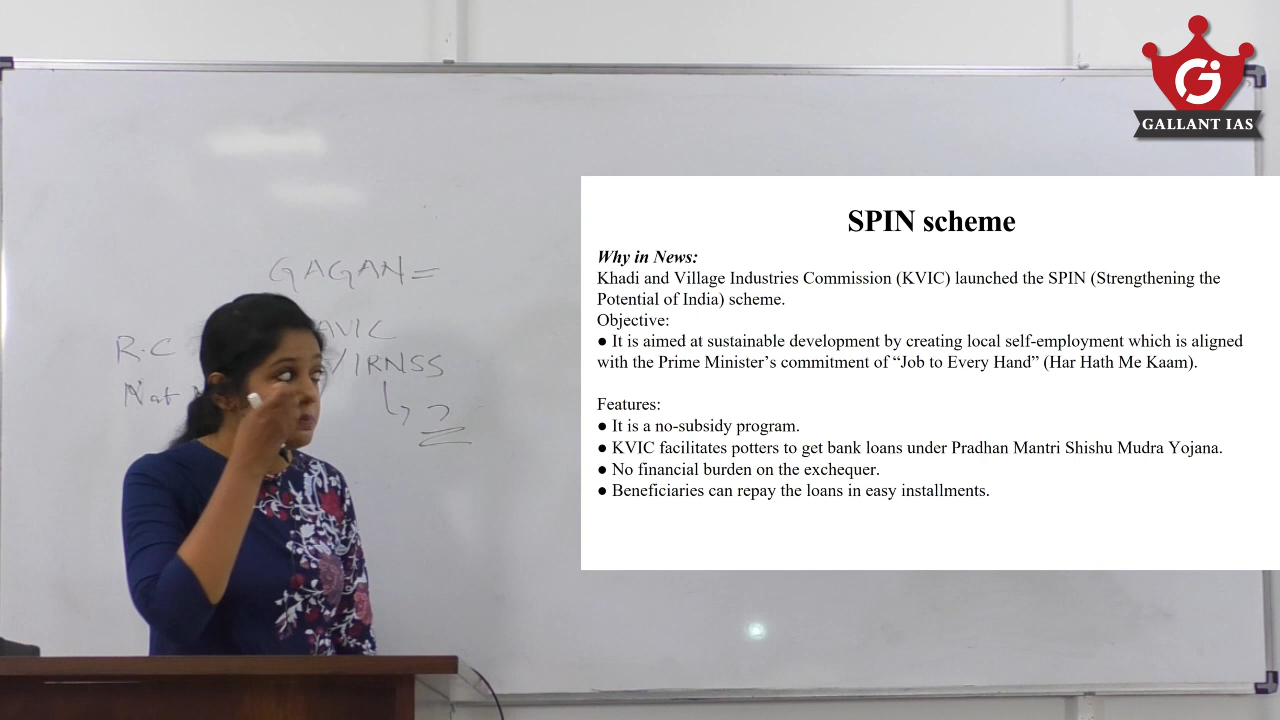 GALLANT IAS
GAGAN =
AVIC
R.C
/IRNSS
Nat
2
SPIN scheme
Why in News:
Khadi and Village Industries Commission (KVIC) launched the SPIN (Strengthening the
Potential of India) scheme.
Objective:
● It is aimed at sustainable development by creating local self-employment which is aligned
with the Prime Minister’s commitment of “Job to Every Hand” (Har Hath Me Kaam).
Features:
● It is a no-subsidy program.
● KVIC facilitates potters to get bank loans under Pradhan Mantri Shishu Mudra Yojana.
● No financial burden on the exchequer.
● Beneficiaries can repay the loans in easy installments.